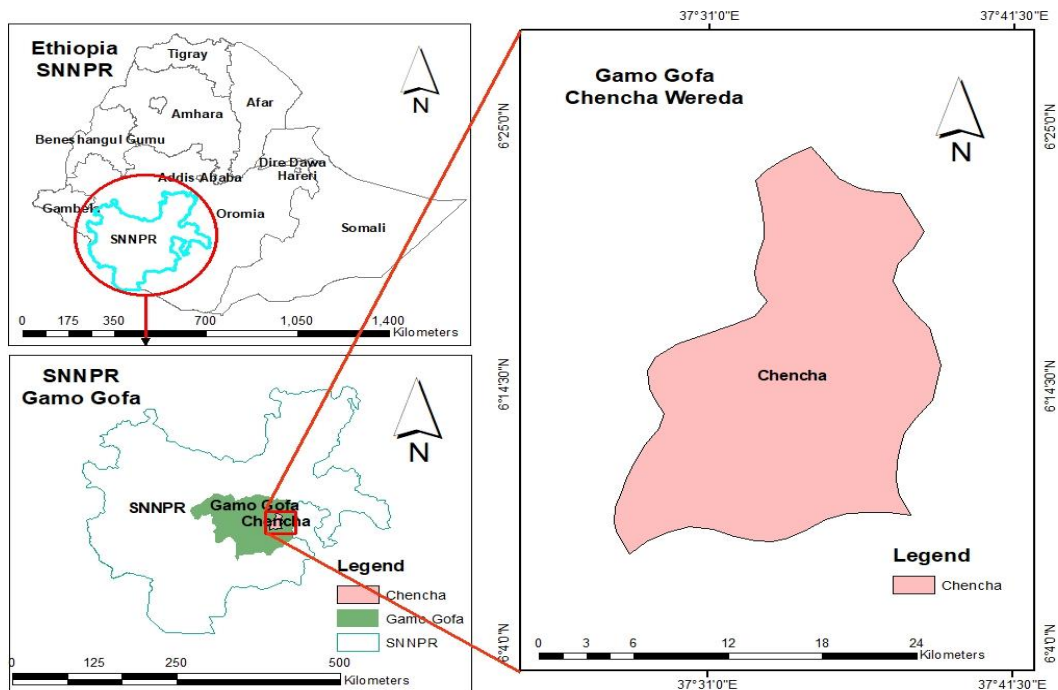 Ethiopia
SNNPR
N
Tigray
Afar
Amhara
Beneshangul Gumu
Dire Dawa
Hareri
Addis Ababa
Gambel
Oromia
SNNPR
Somali
0 175 350 700 1,050 1,400
Kilometers
SNNPR
Gamo Gofa
N
SNNPR
Gamo Gofa
Chencha
Legend
Chencha
Gamo Gofa
SNNPR
0 125 250 500
Kilometers
37°31'0"E 37°41'30"E
Gamo Gofa
Chencha Wereda
N
6°25'0"N 6°25'0"N
Chencha
6°14'30"N 6°14'30"N
Legend
Chencha
6°4'0"N 6°4'0"N
0 3 6 12 18 24
Kilometers
37°31'0"E 37°41'30"E